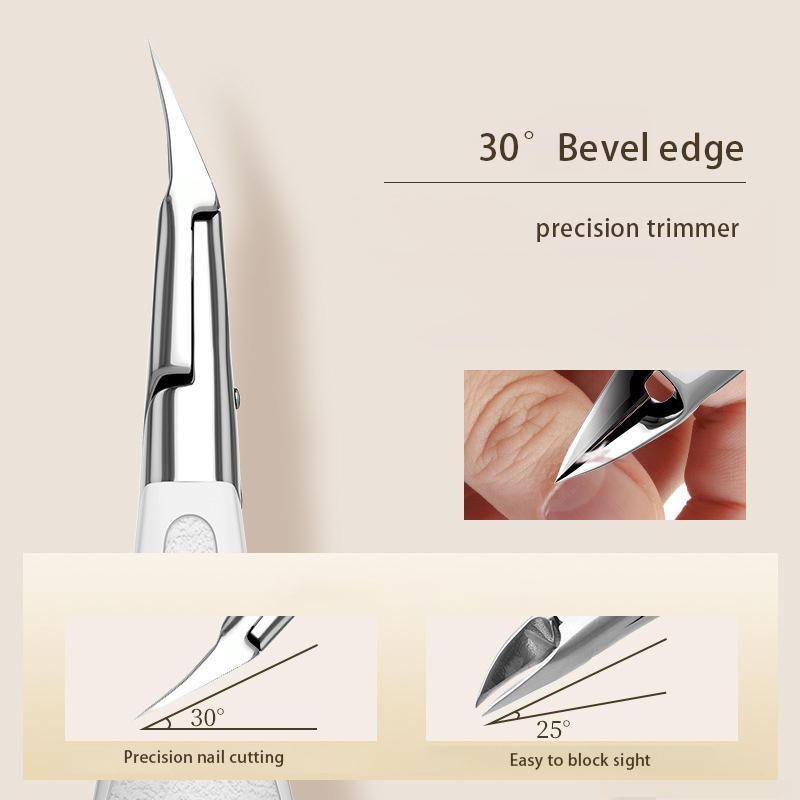 30° Bevel edge
precision trimmer
30°
25°
Precision nail cutting
Easy to block sight